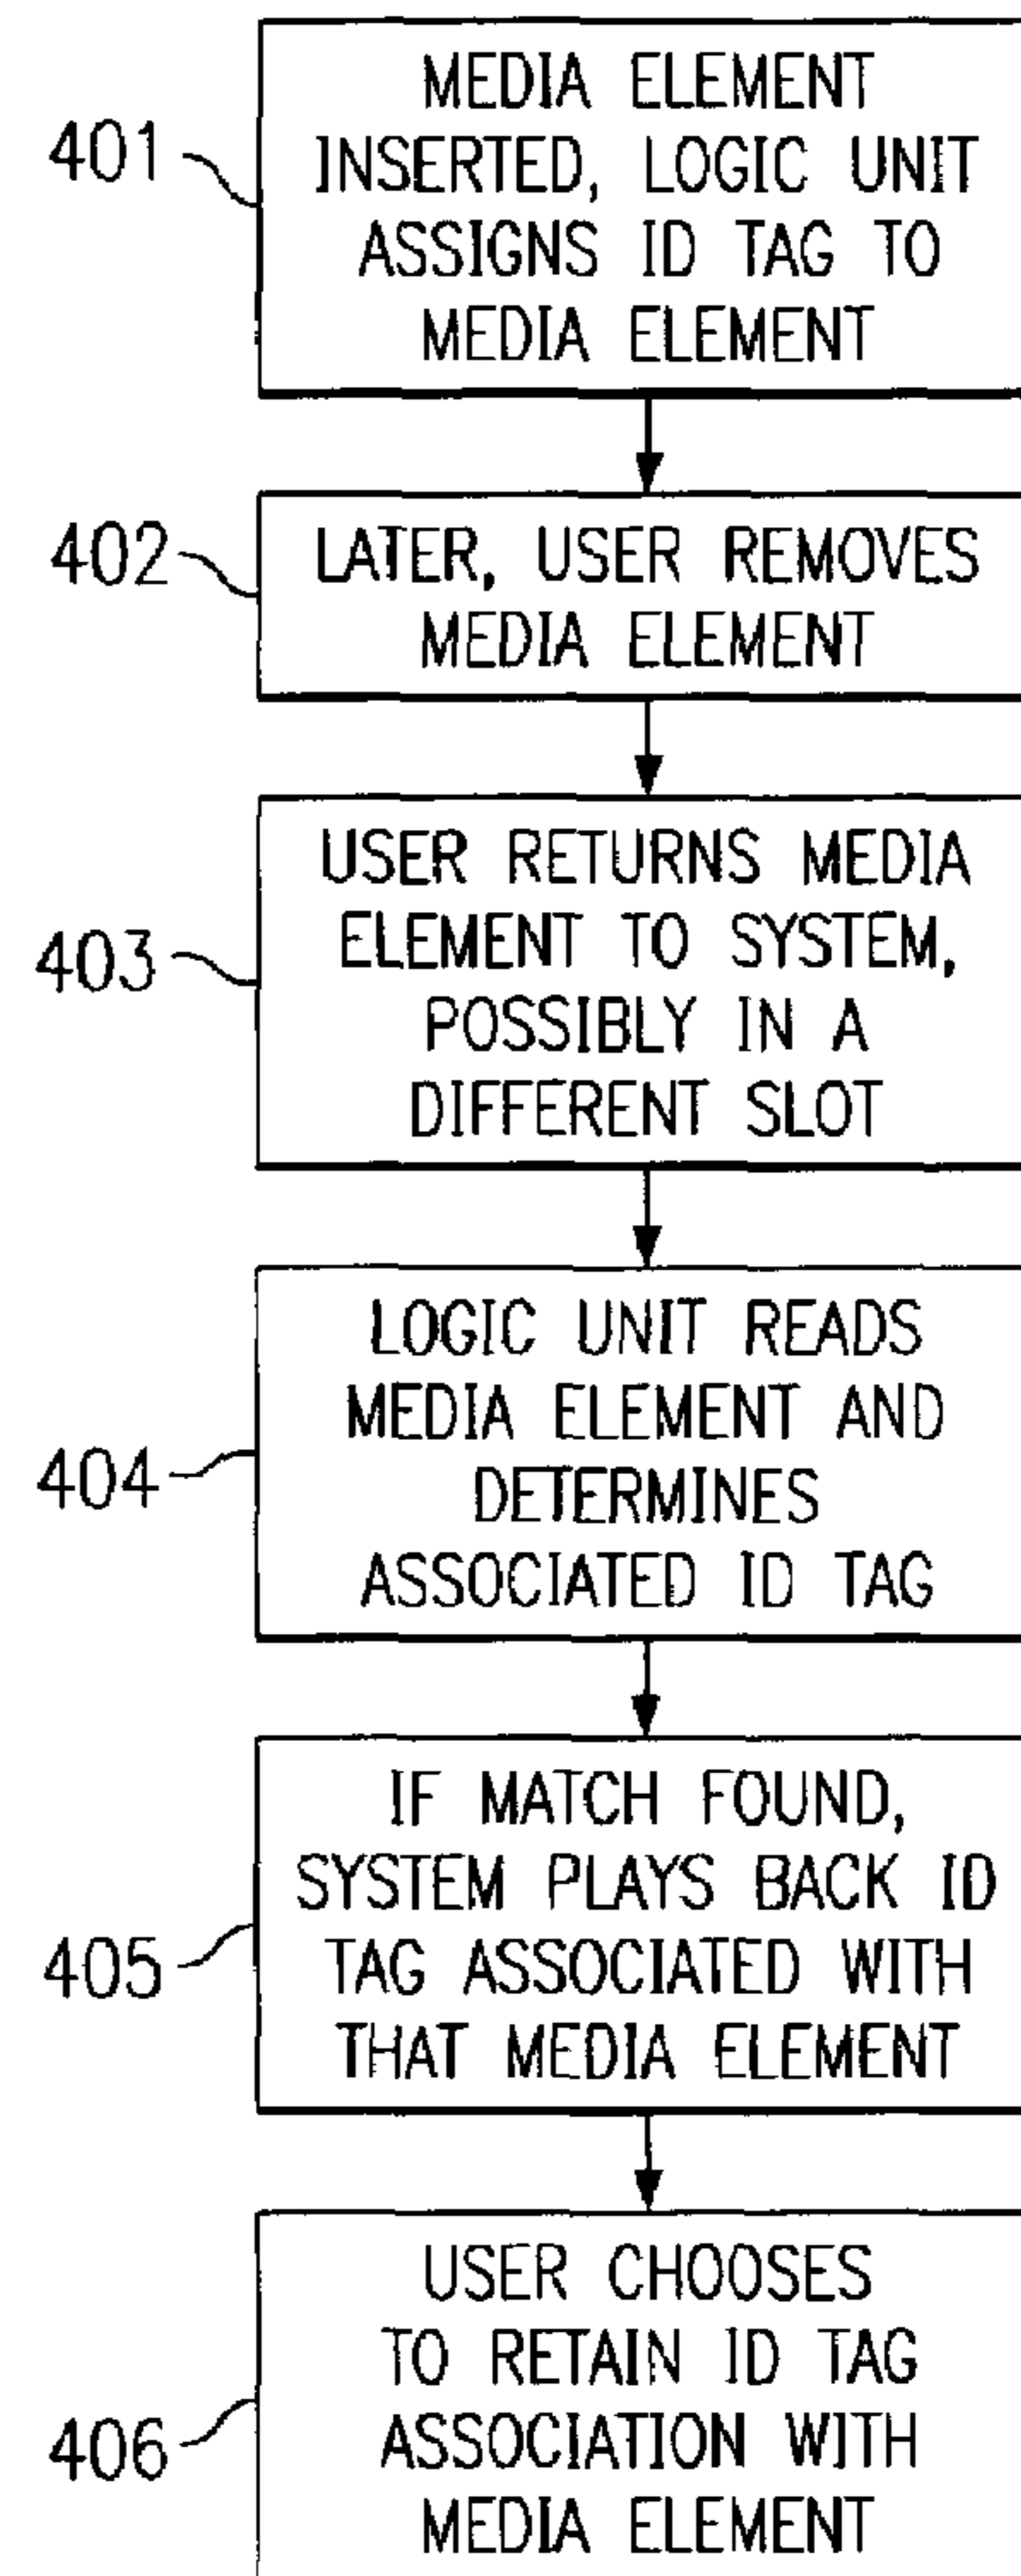 401
MEDIA ELEMENT
INSERTED, LOGIC UNIT
ASSIGNS ID TAG TO
MEDIA ELEMENT
402
LATER, USER REMOVES
MEDIA ELEMENT
403
USER RETURNS MEDIA
ELEMENT TO SYSTEM,
POSSIBLY IN A
DIFFERENT SLOT
404
LOGIC UNIT READS
MEDIA ELEMENT AND
DETERMINES
ASSOCIATED ID TAG
405
IF MATCH FOUND,
SYSTEM PLAYS BACK ID
TAG ASSOCIATED WITH
THAT MEDIA ELEMENT
406
USER CHOOSES
TO RETAIN ID TAG
ASSOCIATION WITH
MEDIA ELEMENT